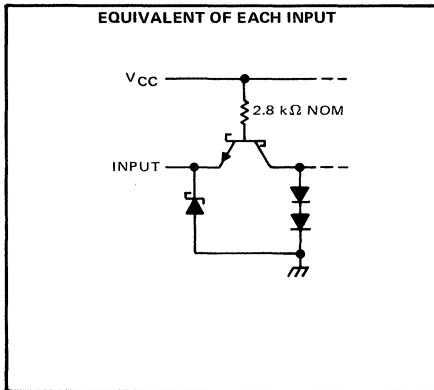 EQUIVALENT OF EACH INPUT
VCC
2.8 kΩ NOM
INPUT